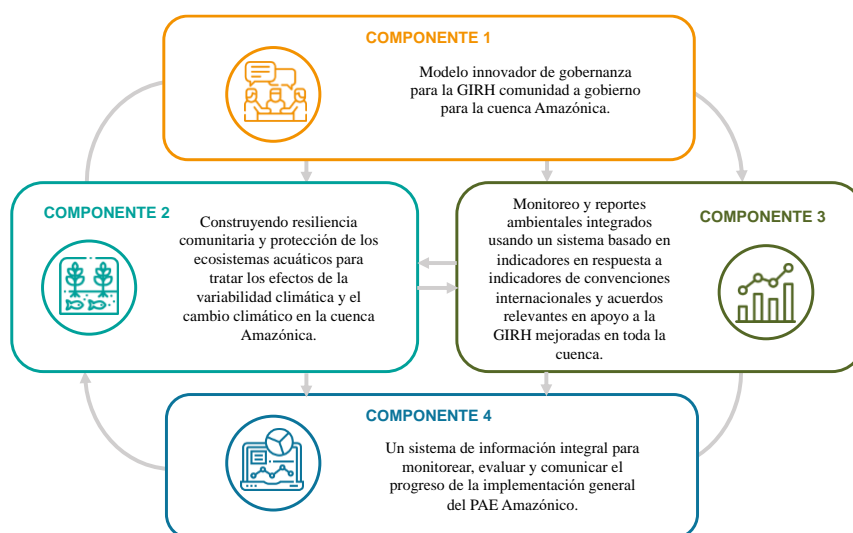 COMPONENTE 1
Modelo innovador de gobernanza
para la GIRH comunidad a gobierno
para la cuenca Amazónica.
COMPONENTE 2
Construyendo resiliencia
comunitaria y protección de los
ecosistemas acuáticos para
tratar los efectos de la
variabilidad climática y el
cambio climático en la cuenca
Amazónica.
COMPONENTE 3
Monitoreo y reportes
ambientales integrados
usando un sistema basado en
indicadores en respuesta a
indicadores de convenciones
internacionales y acuerdos
relevantes en apoyo a la
GIRH mejoradas en toda la
cuenca.
COMPONENTE 4
Un sistema de información integral para
monitorear, evaluar y comunicar el
progreso de la implementación general
del PAE Amazónico.